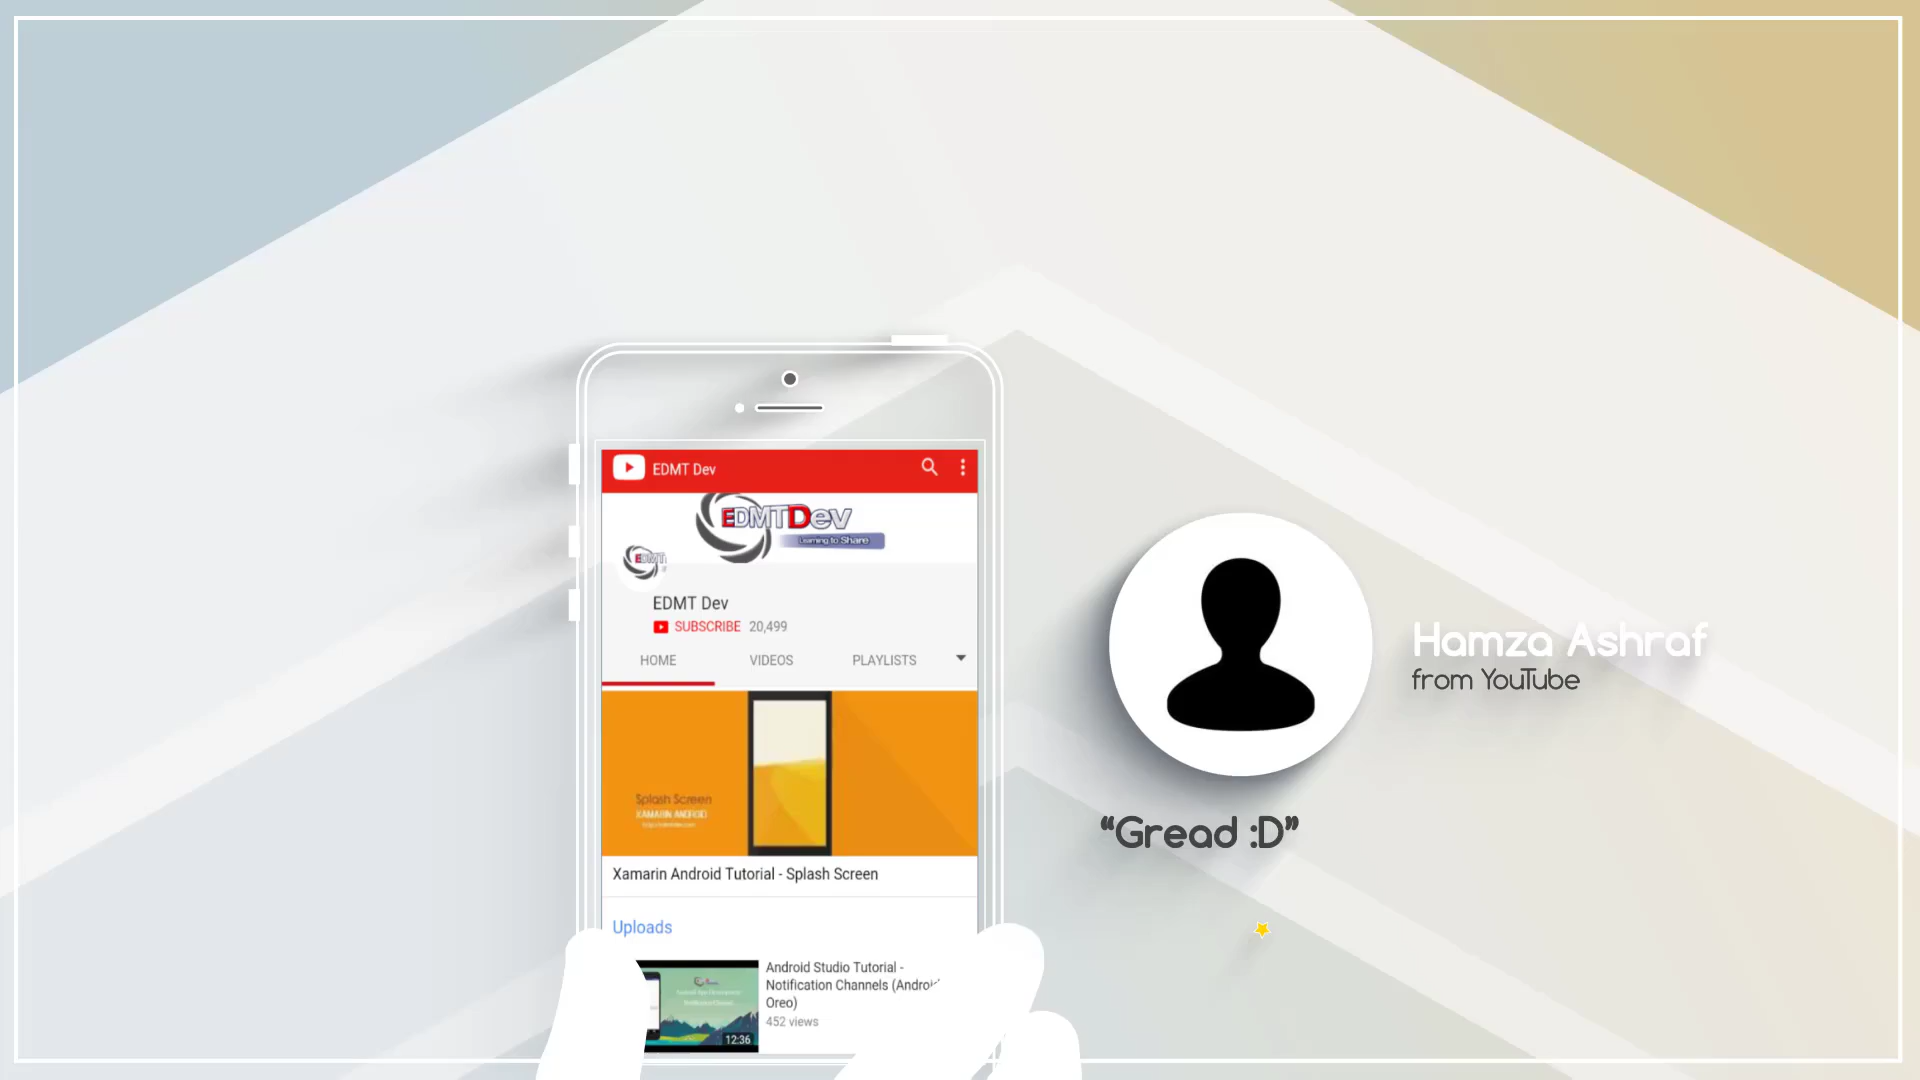 EDMT Dev
EDMTDev
Learning to Share
EDMT
EDMT Dev
SUBSCRIBE 20,499
HOME VIDEOS PLAYLISTS
Splash Screen
XAMARIN ANDROID
Xamarin Android Tutorial - Splash Screen
Uploads
Android Studio Tutorial -
Notification Channels (Android
Oreo)
452 views
12:36
Hamza Ashraf
from YouTube
“Gread :D”